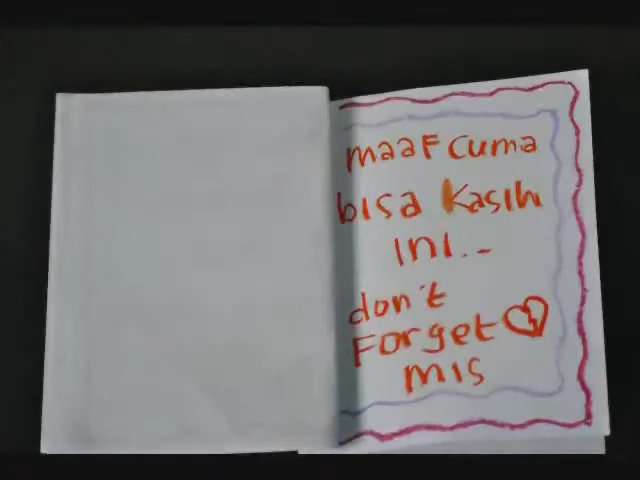 maaf cuma
bisa kasih
ini..-
don't
Forget
mis